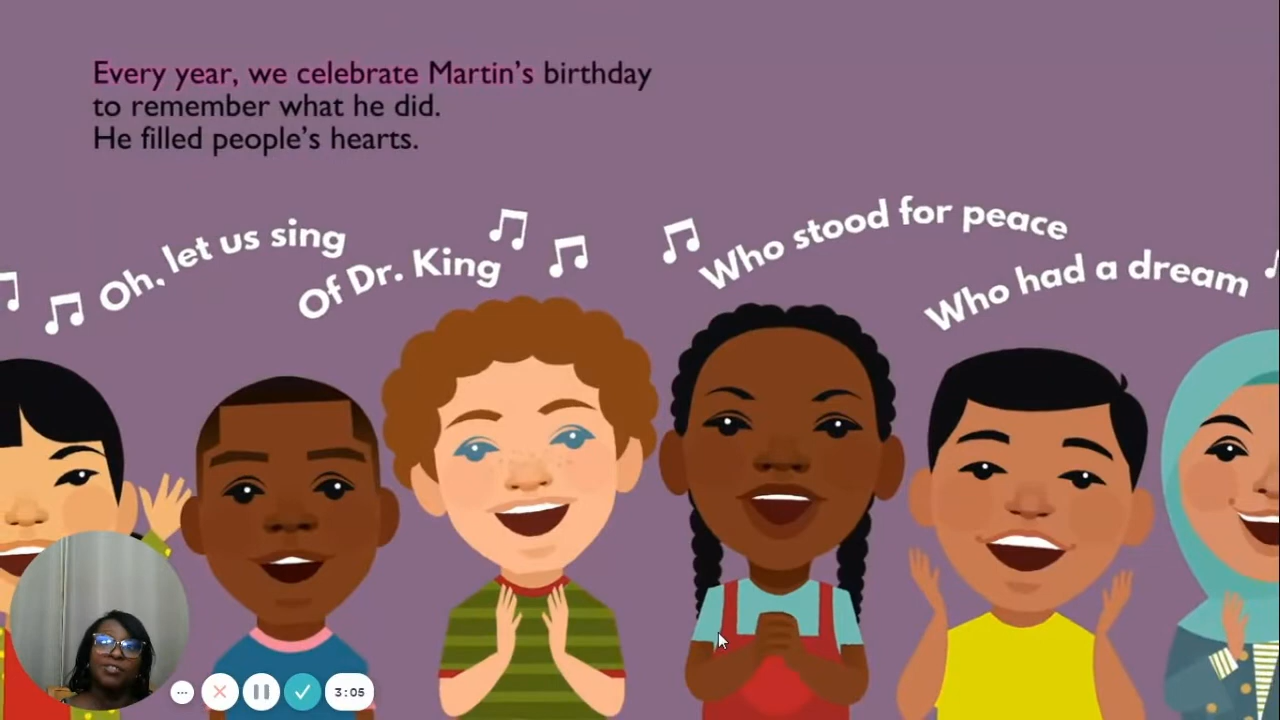 Every year, we celebrate Martin's birthday
to remember what he did.
He filled people's hearts.
Oh, let us sing
Of Dr. King
Who stood for peace
Who had a dream
3:05